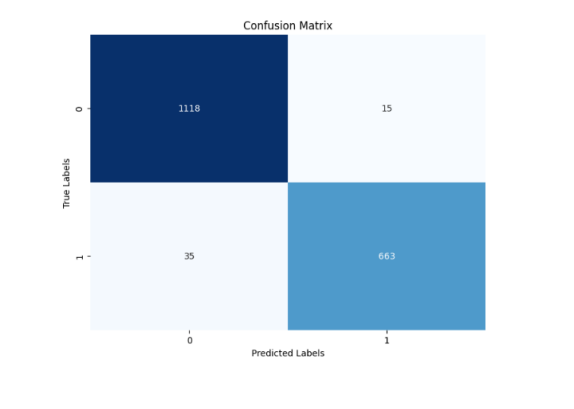 Confusion Matrix
True Labels
0
1118
15
1
35
663
0
1
Predicted Labels